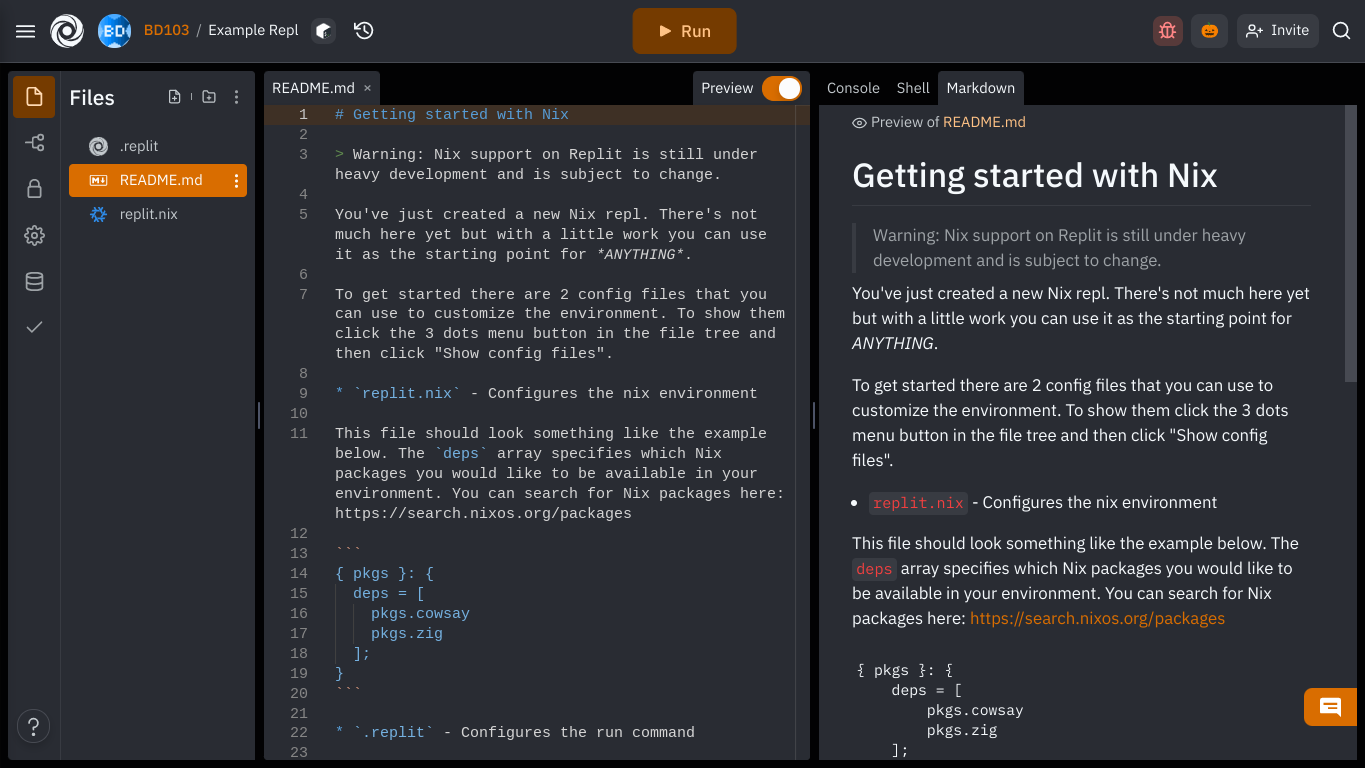 BD
BD103 / Example Repl
Run
Invite
Files
.replit
README.md
replit.nix
?
README.md ×
Preview
1 # Getting started with Nix
2
3 > Warning: Nix support on Replit is still under
heavy development and is subject to change.
4
5 You've just created a new Nix repl. There's not
much here yet but with a little work you can use
it as the starting point for *ANYTHING*.
6
7 To get started there are 2 config files that you
can use to customize the environment. To show them
click the 3 dots menu button in the file tree and
then click "Show config files".
8
9 * `replit.nix` - Configures the nix environment
10
11 This file should look something like the example
below. The `deps` array specifies which Nix
packages you would like to be available in your
environment. You can search for Nix packages here:
https://search.nixos.org/packages
12
13 ```
14 { pkgs }: {
15 deps = [
16 pkgs.cowsay
17 pkgs.zig
18 ];
19 }
20 ```
21
22 * `.replit` - Configures the run command
23
Console Shell Markdown
Preview of README.md
Getting started with Nix
Warning: Nix support on Replit is still under heavy
development and is subject to change.
You've just created a new Nix repl. There's not much here yet
but with a little work you can use it as the starting point for
ANYTHING.
To get started there are 2 config files that you can use to
customize the environment. To show them click the 3 dots
menu button in the file tree and then click "Show config
files".
• replit.nix - Configures the nix environment
This file should look something like the example below. The
deps array specifies which Nix packages you would like to
be available in your environment. You can search for Nix
packages here: https://search.nixos.org/packages
{ pkgs }: {
deps = [
pkgs.cowsay
pkgs.zig
];